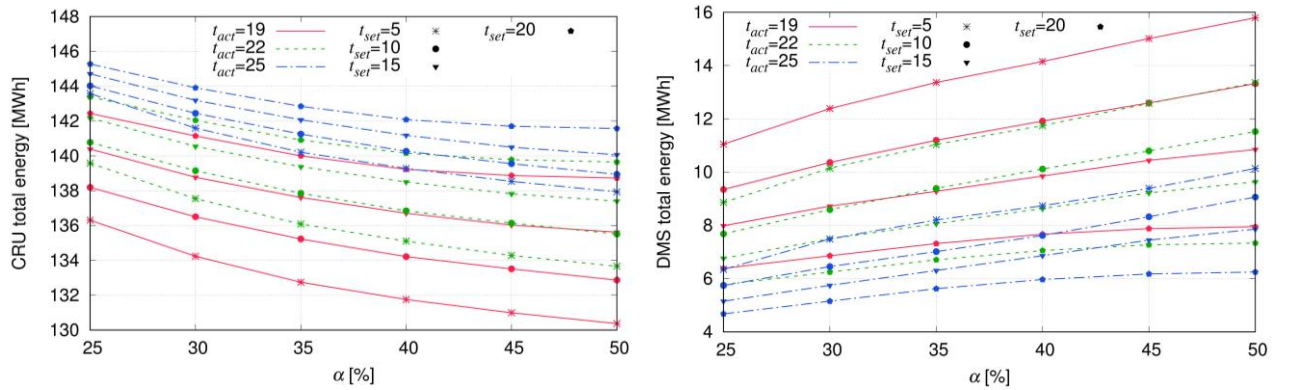 CRU total energy [MWh]
148
146
144
142
140
138
136
134
132
130
t_act=19
t_act=22
t_act=25
t_set=5
t_set=10
t_set=15
t_set=20
25 30 35 40 45 50
α [%]
DMS total energy [MWh]
16
14
12
10
8
6
4
t_act=19
t_act=22
t_act=25
t_set=5
t_set=10
t_set=15
t_set=20
25 30 35 40 45 50
α [%]